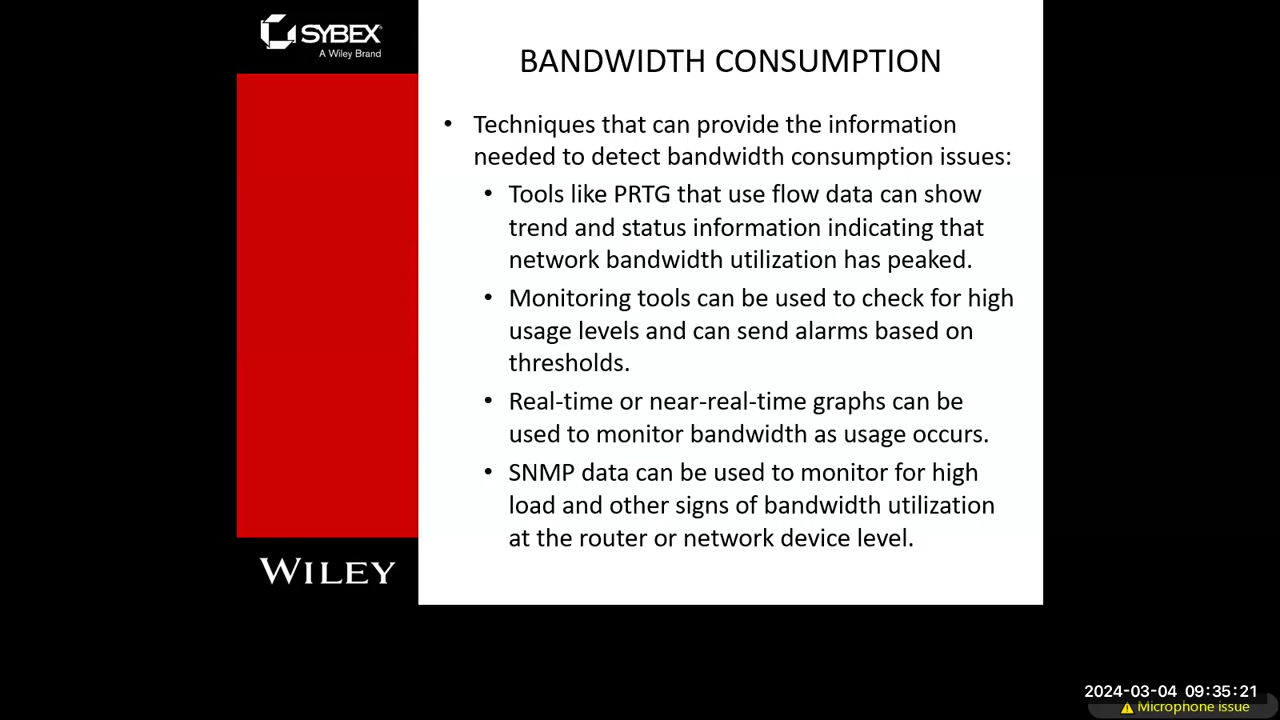 SYBEX
A Wiley Brand
BANDWIDTH CONSUMPTION
• Techniques that can provide the information
needed to detect bandwidth consumption issues:
• Tools like PRTG that use flow data can show
trend and status information indicating that
network bandwidth utilization has peaked.
• Monitoring tools can be used to check for high
usage levels and can send alarms based on
thresholds.
• Real-time or near-real-time graphs can be
used to monitor bandwidth as usage occurs.
• SNMP data can be used to monitor for high
load and other signs of bandwidth utilization
at the router or network device level.
WILEY
2024-03-04 09:35:21
Microphone issue